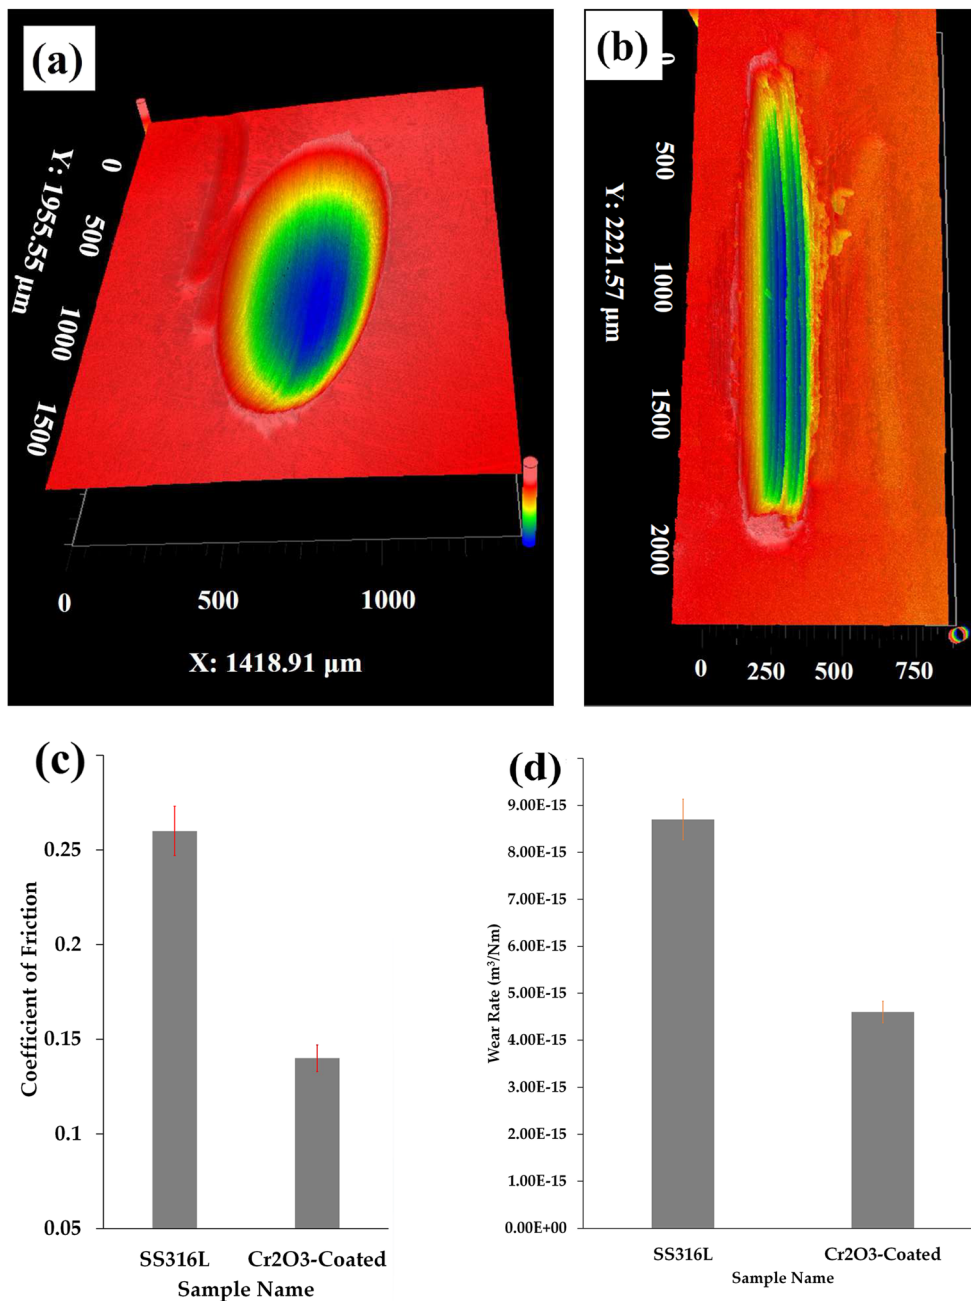 (a)
Y: 1955.55 μm
0
500
1000
1500
0
500
1000
X: 1418.91 μm
(b)
Y: 2221.57 μm
0
500
1000
1500
2000
0
250
500
750
(c)
Coefficient of Friction
0.25
0.2
0.15
0.1
0.05
SS316L
Cr2O3-Coated
Sample Name
(d)
Wear Rate (m³/Nm)
9.00E-15
8.00E-15
7.00E-15
6.00E-15
5.00E-15
4.00E-15
3.00E-15
2.00E-15
1.00E-15
0.00E+00
SS316L
Cr2O3-Coated
Sample Name